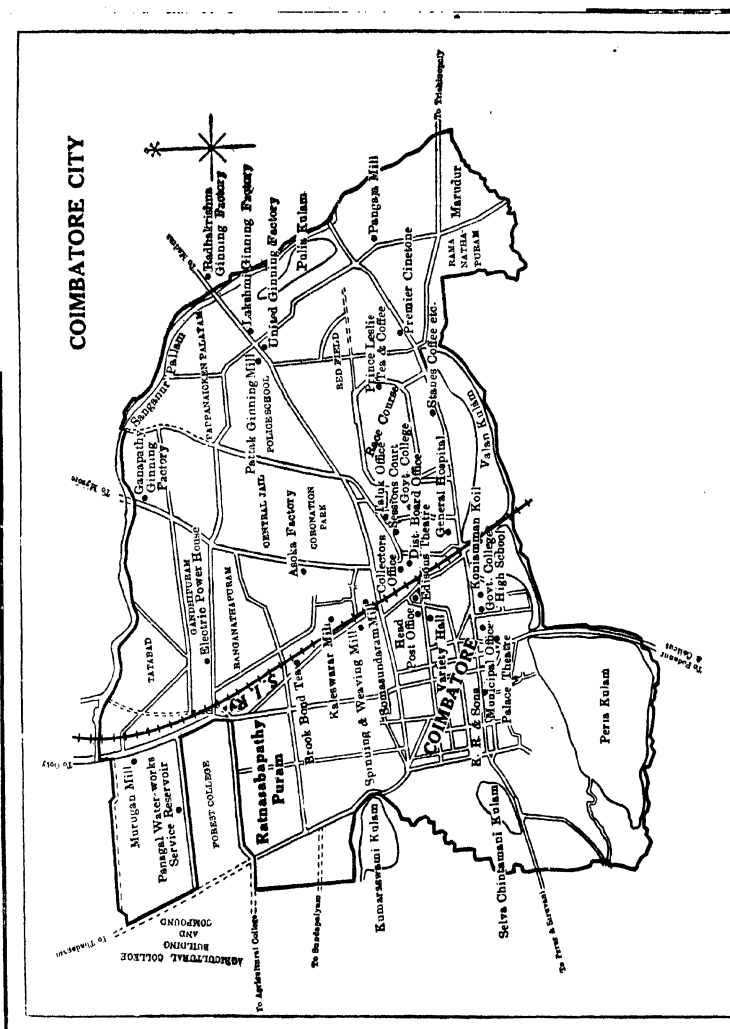 COIMBATORE CITY
Radhakrishna
Ginning Factory
To Madras
Lakshmi Ginning Factory
United Ginning Factory
Pulia Kulam
Pangaja Mill
To Trichinopoly
Marudur
RAMA
NATHA-
PURAM
Premier Cinetone
Sanganur Pallam
TAPPANAICKEN PALAYAM
Pattak Ginning Mill
POLICE SCHOOL
RED FIELD
Prince Leslie
Tea & Coffee
Stanes Coffee etc.
Race Course
Valan Kulam
To Mysore
Ganapathy
Ginning
Factory
CENTRAL JAIL
Asoka Factory
CORONATION
PARK
Taluk Office
Sessions Court
Govt. College
Dist. Board Office
General Hospital
Collectors
Office
Edisons Theatre
GANDHIPURAM
Electric Power House
RANGANATHAPURAM
TATABAD
Koniamman Koil
Govt. College
High School
S. I. Ry.
Brook Bond Tea
Kaleswarar Mill
Spinning & Weaving Mill
Somasundaram Mill
Head
Post Office
Variety Hall
COIMBATORE
K. R. & Sons
Municipal Office
Palace Theatre
To Podanur
& Calicut
Peria Kulam
To Ooty
Murugan Mill
Panagal Water-works
Service Reservoir
FOREST COLLEGE
Ratnasabapathy
Puram
Kumaraswami Kulam
Selva Chintamani Kulam
AGRICULTURAL COLLEGE
BUILDING
AND
COMPOUND
To Agricultural College
To Sundapalyam
To Perur & Siruvani